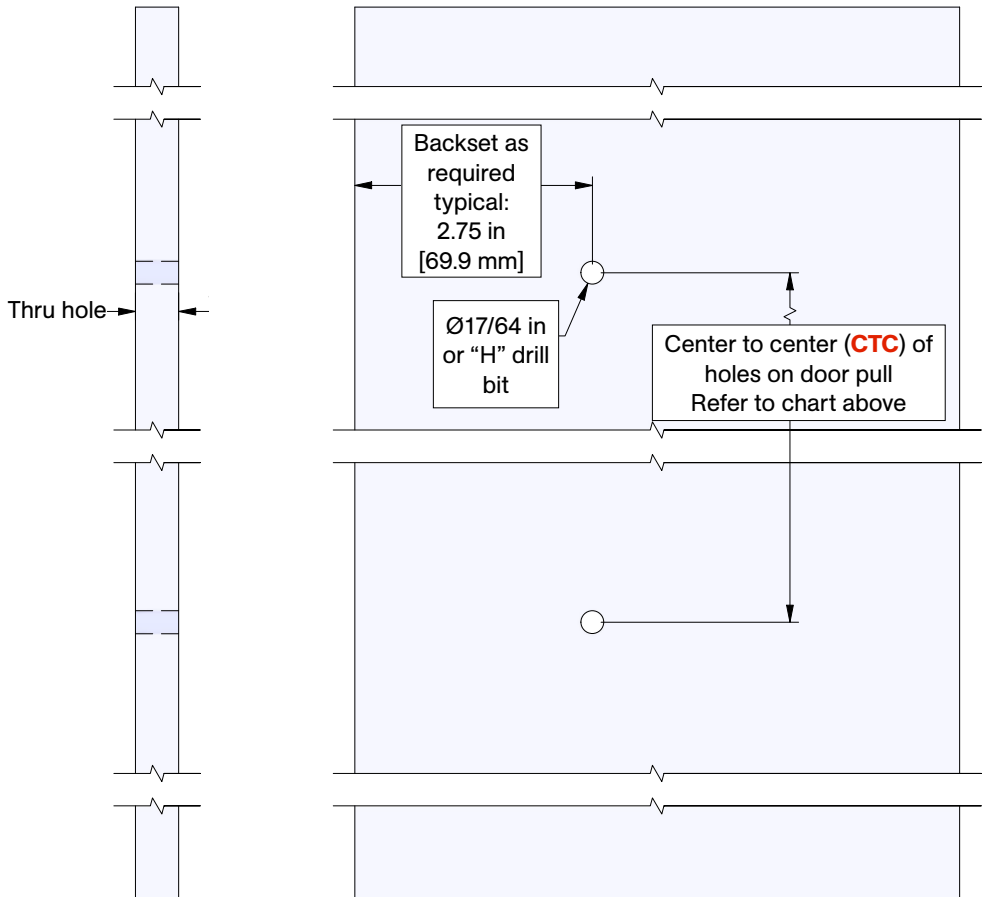 Backset as
required
typical:
2.75 in
[69.9 mm]
Thru hole
Ø17/64 in
or “H” drill
bit
Center to center (CTC) of
holes on door pull
Refer to chart above